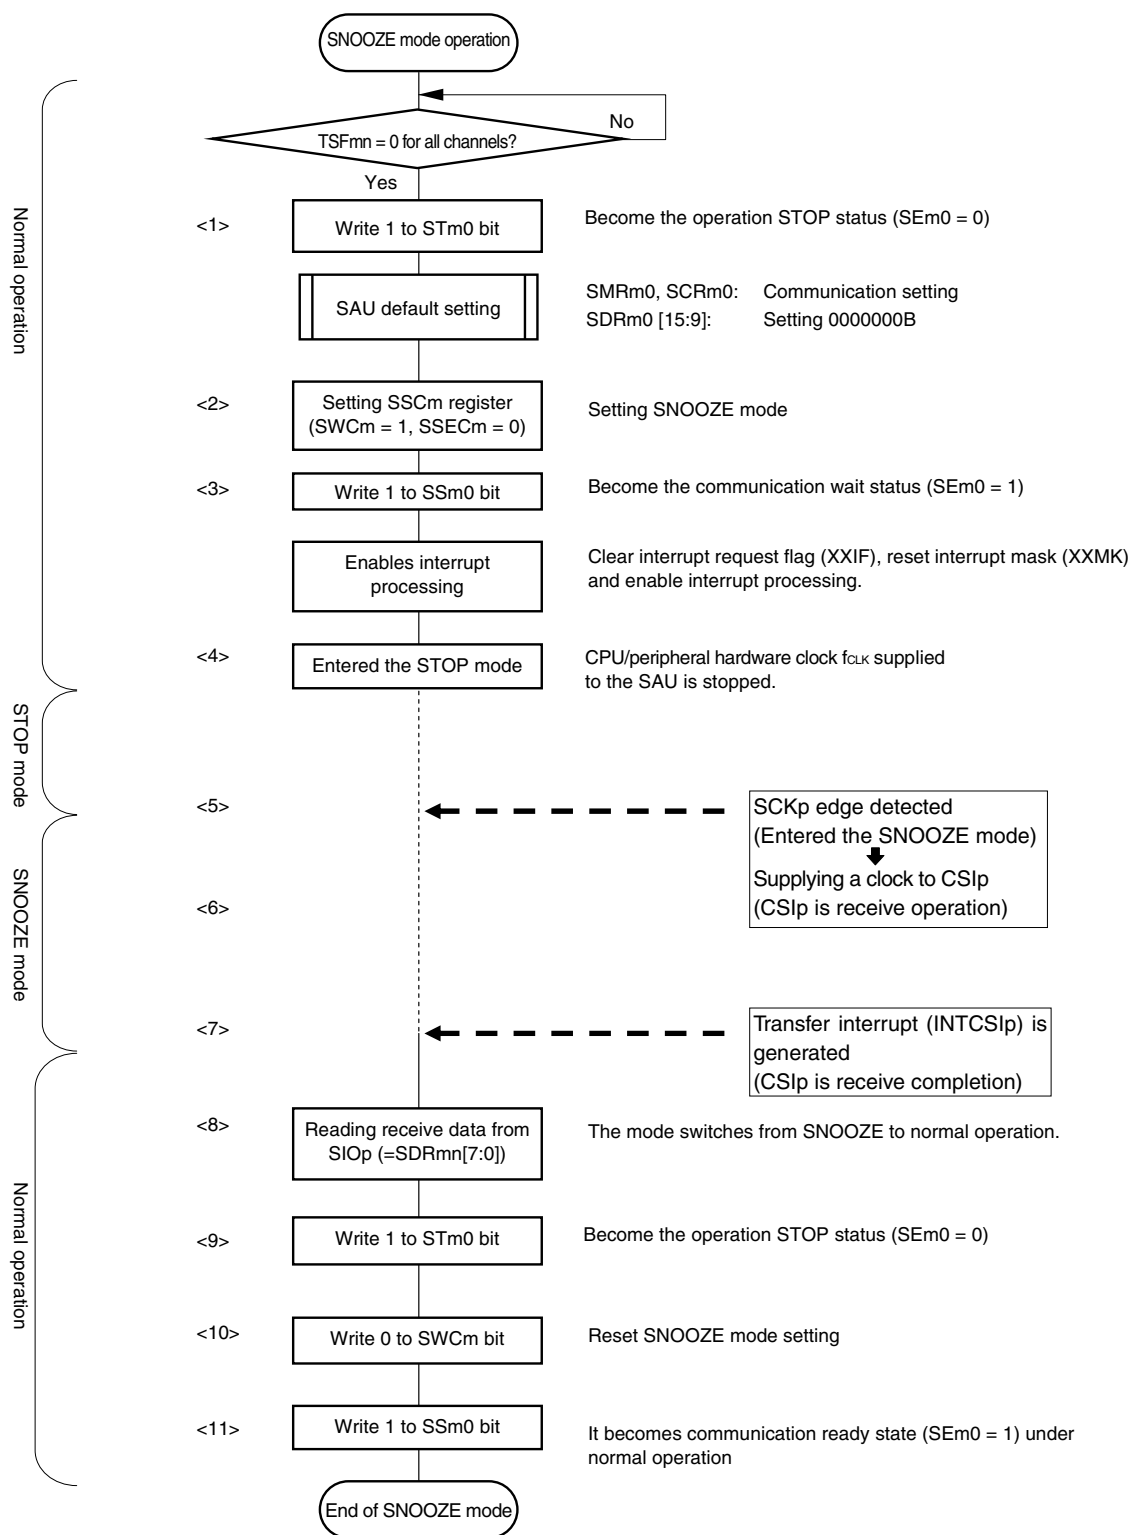 SNOOZE mode operation
No
TSFmn = 0 for all channels?
Yes
Normal operation
<1>
Write 1 to STm0 bit
Become the operation STOP status (SEm0 = 0)
SAU default setting
SMRm0, SCRm0: Communication setting
SDRm0 [15:9]: Setting 0000000B
<2>
Setting SSCm register
(SWCm = 1, SSECm = 0)
Setting SNOOZE mode
<3>
Write 1 to SSm0 bit
Become the communication wait status (SEm0 = 1)
Enables interrupt
processing
Clear interrupt request flag (XXIF), reset interrupt mask (XXMK)
and enable interrupt processing.
<4>
Entered the STOP mode
CPU/peripheral hardware clock fCLK supplied
to the SAU is stopped.
STOP mode
<5>
SCKp edge detected
(Entered the SNOOZE mode)
Supplying a clock to CSIp
(CSIp is receive operation)
SNOOZE mode
<6>
<7>
Transfer interrupt (INTCSIp) is
generated
(CSIp is receive completion)
Normal operation
<8>
Reading receive data from
SIOp (=SDRmn[7:0])
The mode switches from SNOOZE to normal operation.
<9>
Write 1 to STm0 bit
Become the operation STOP status (SEm0 = 0)
<10>
Write 0 to SWCm bit
Reset SNOOZE mode setting
<11>
Write 1 to SSm0 bit
It becomes communication ready state (SEm0 = 1) under
normal operation
End of SNOOZE mode